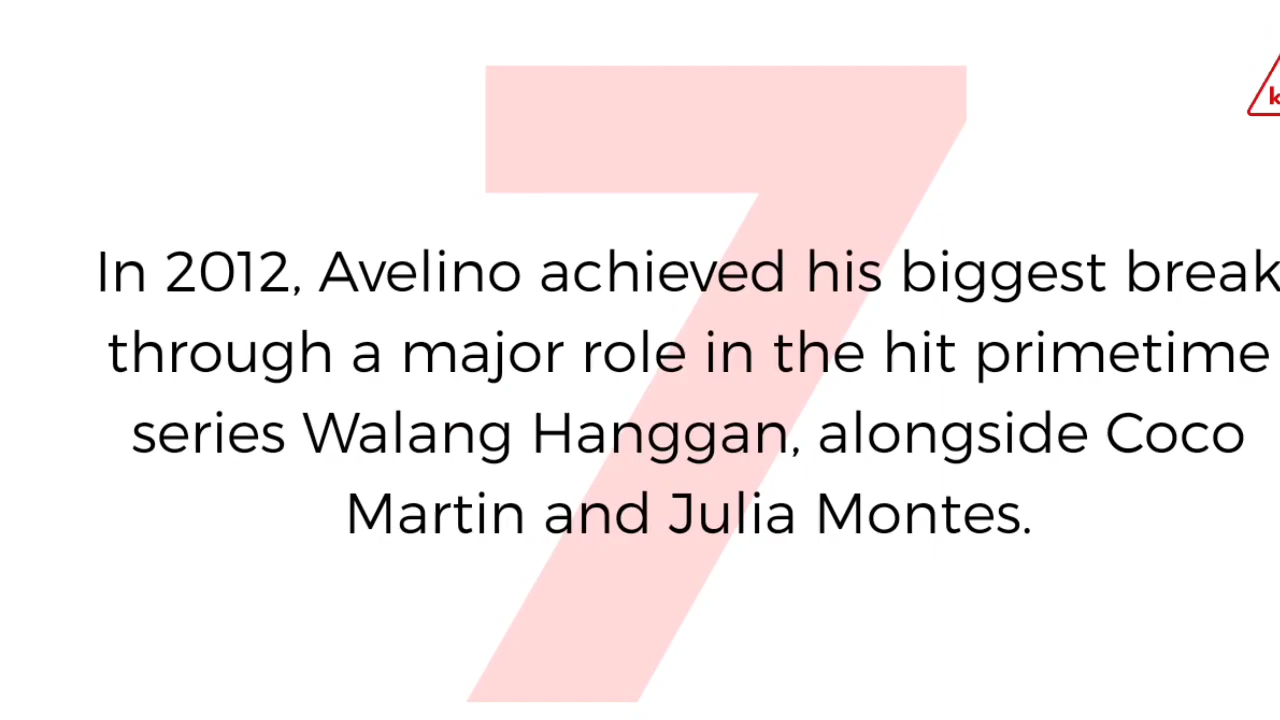 7
In 2012, Avelino achieved his biggest break
through a major role in the hit primetime
series Walang Hanggan, alongside Coco
Martin and Julia Montes.